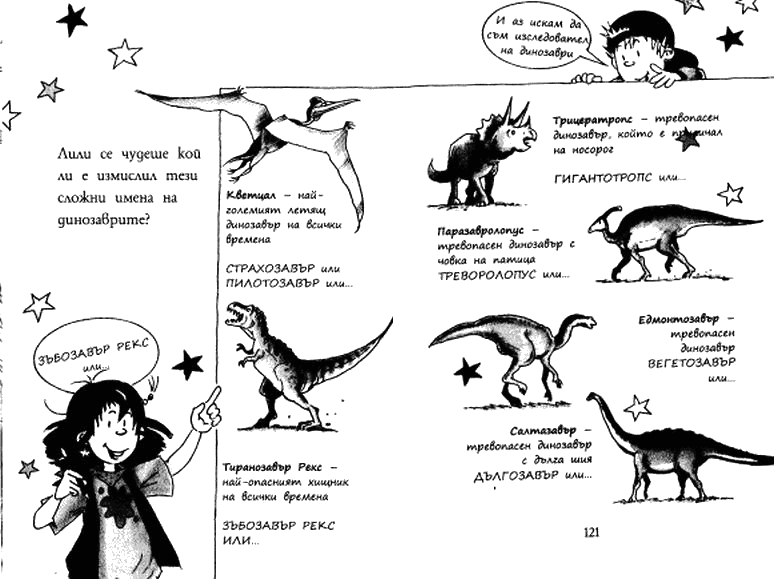 И аз искам да
съм изследовател
на динозаври
Лили се чудеше кой
ли е измислил тези
сложни имена на
динозаврите?
Кветцал – най-
големият летящ
динозавър на всички
времена
СТРАХОЗАВЪР или
ПИЛОТОЗАВЪР или...
Трицератропс – тревопасен
динозавър, който е приличал
на носорог
ГИГАНТОТРОПС или...
Паразавролопус –
тревопасен динозавър с
човка на патица
ТРЕВОРОЛОПУС или...
ЗЪБОЗАВЪР РЕКС
или...
Тиранозавър Рекс –
най-опасният хищник
на всички времена
ЗЪБОЗАВЪР РЕКС
ИЛИ...
Едмонтозавър –
тревопасен
динозавър
ВЕГЕТОЗАВЪР
или...
Салтазавър –
тревопасен динозавър
с дълга шия
ДЪЛГОЗАВЪР или...
121